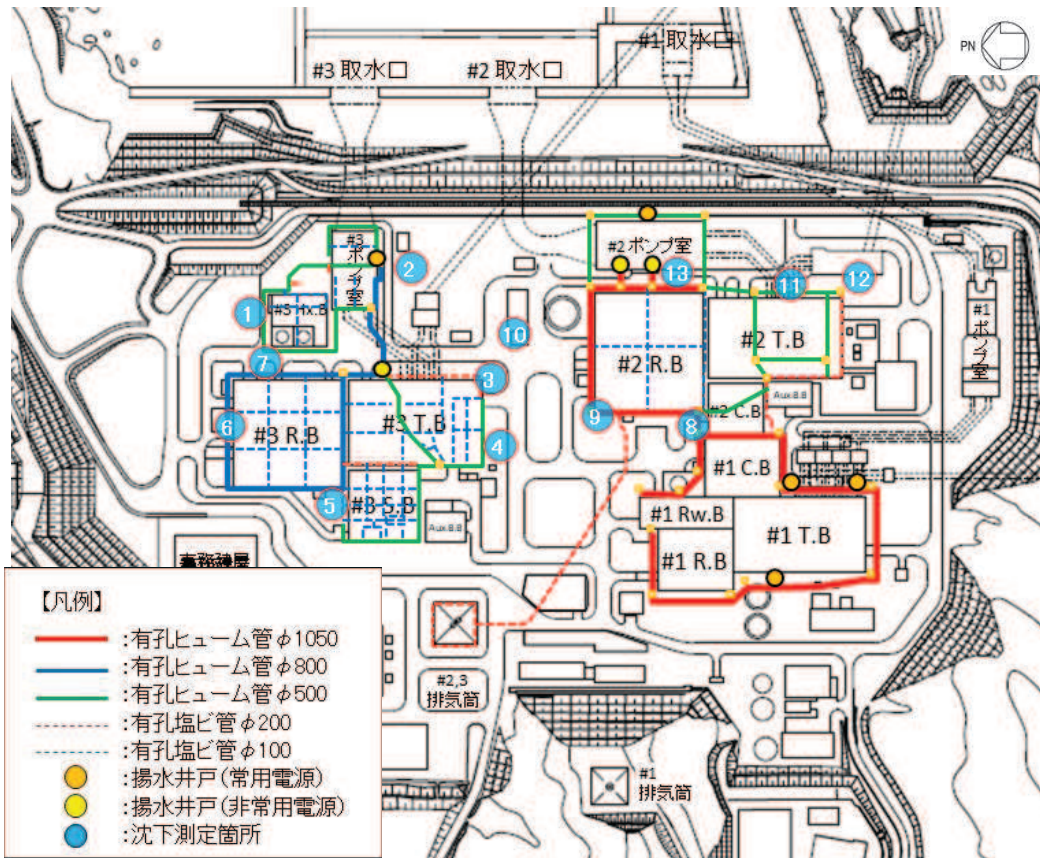 #1 取水口
PN
#3 取水口
#2 取水口
#3 ポンプ室
②
#2 ポンプ室
⑬
⑪
⑫
①
#3 Hx.B
⑩
#1 ポンプ室
⑦
#2 R.B
#2 T.B
③
⑥
#3 R.B
#3 T.B
④
⑨
⑧
#2 C.B
Aux.B.B
#1 C.B
⑤
#3 S.B
Aux.B.B
#1 Rw.B
#1 T.B
#1 R.B
事務建屋
【凡例】
:有孔ヒューム管φ1050
:有孔ヒューム管φ800
:有孔ヒューム管φ500
:有孔塩ビ管φ200
:有孔塩ビ管φ100
:揚水井戸(常用電源)
:揚水井戸(非常用電源)
:沈下測定箇所
#2,3
排気筒
#1
排気筒